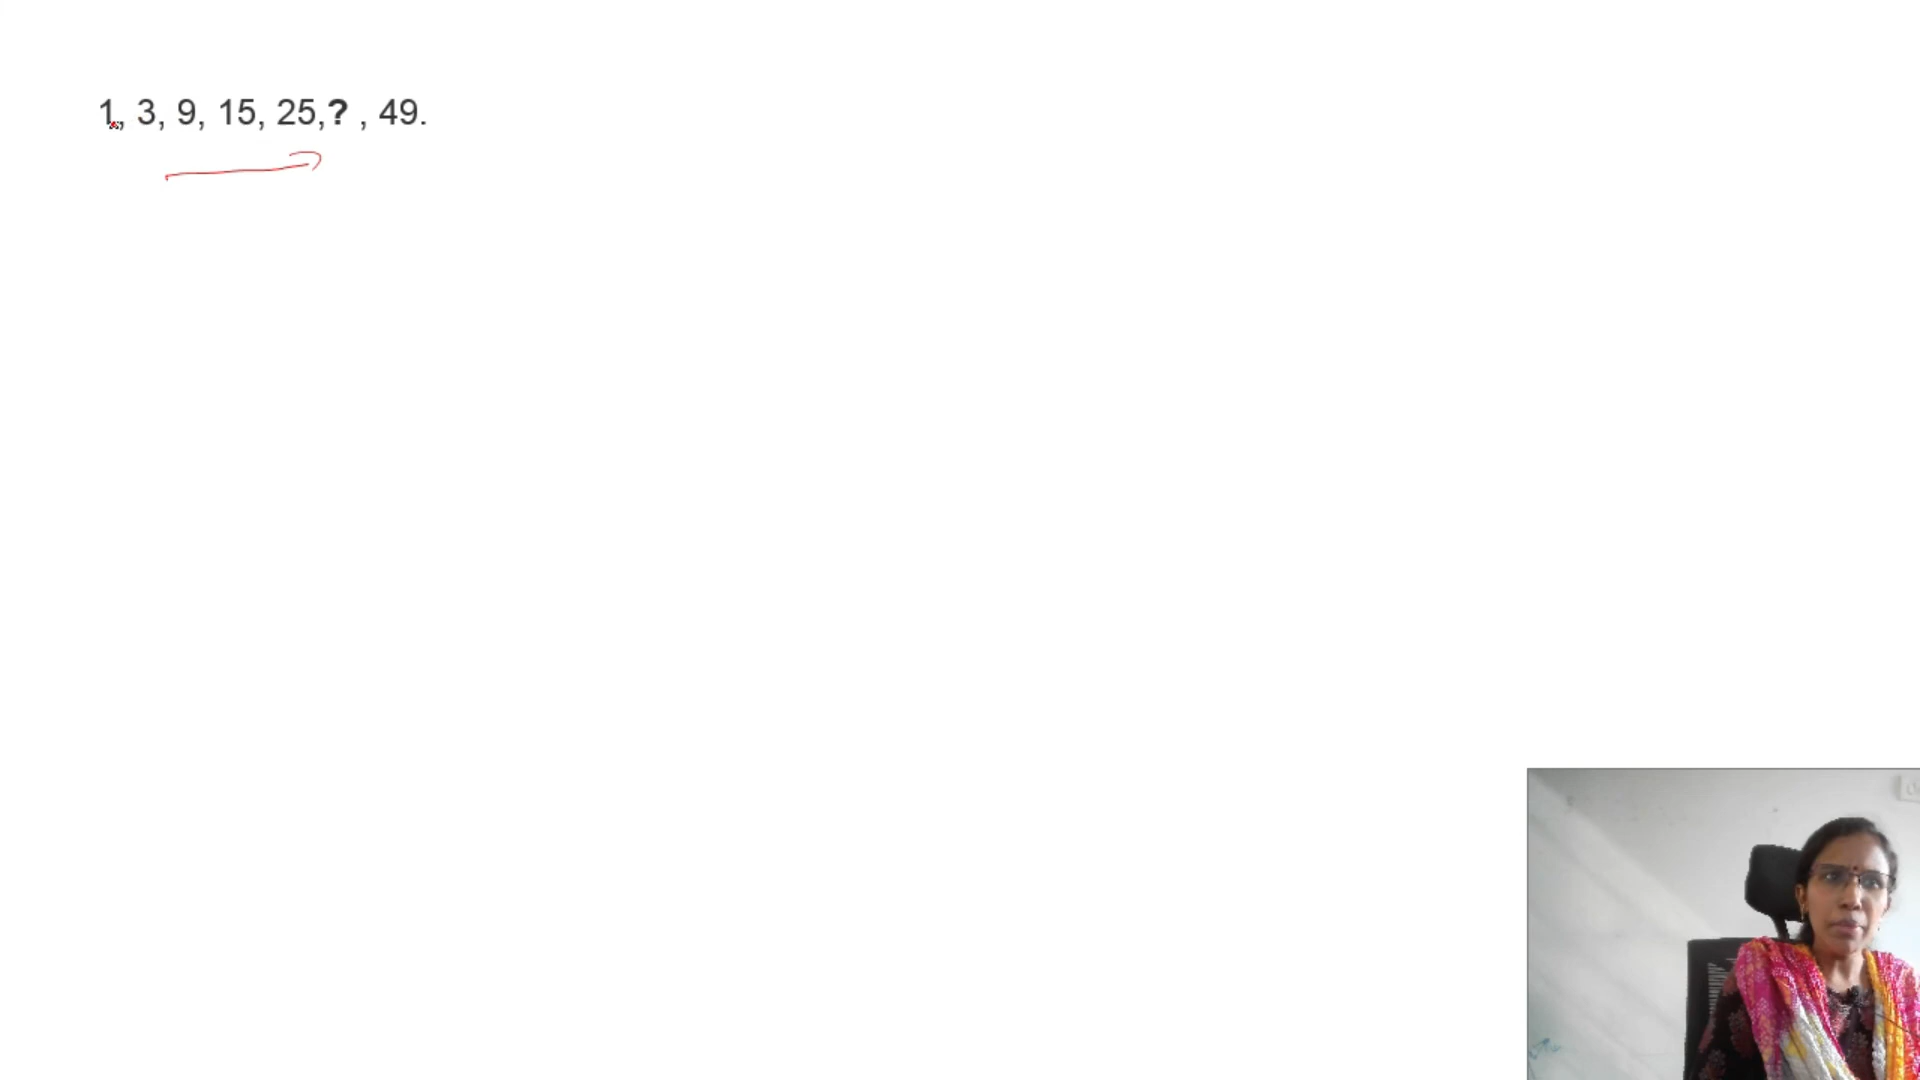 1, 3, 9, 15, 25,? , 49.